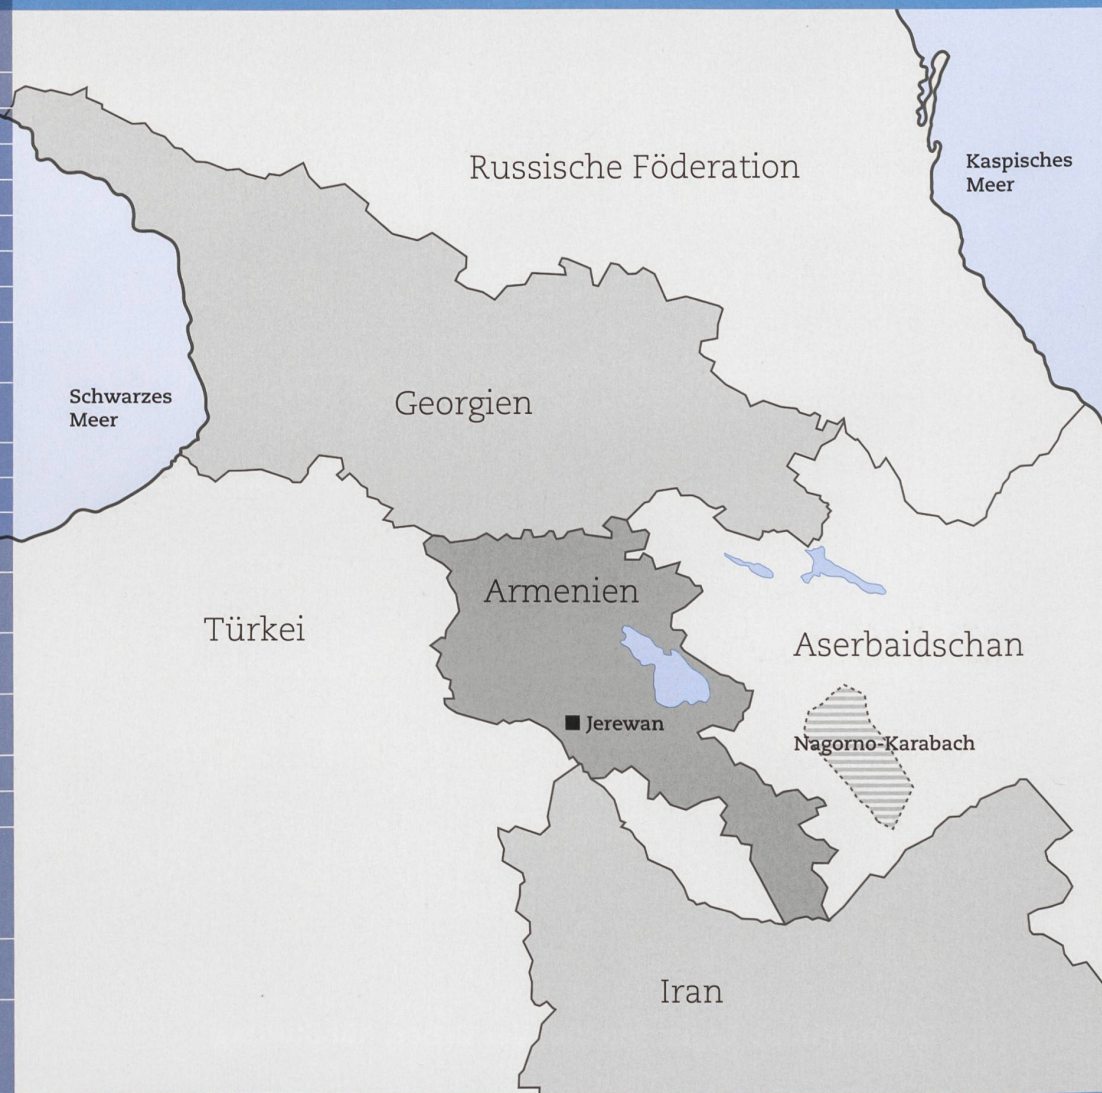 Russische Föderation
Kaspisches
Meer
Schwarzes
Meer
Georgien
Armenien
Türkei
Aserbaidschan
Jerewan
Nagorno-Karabach
Iran